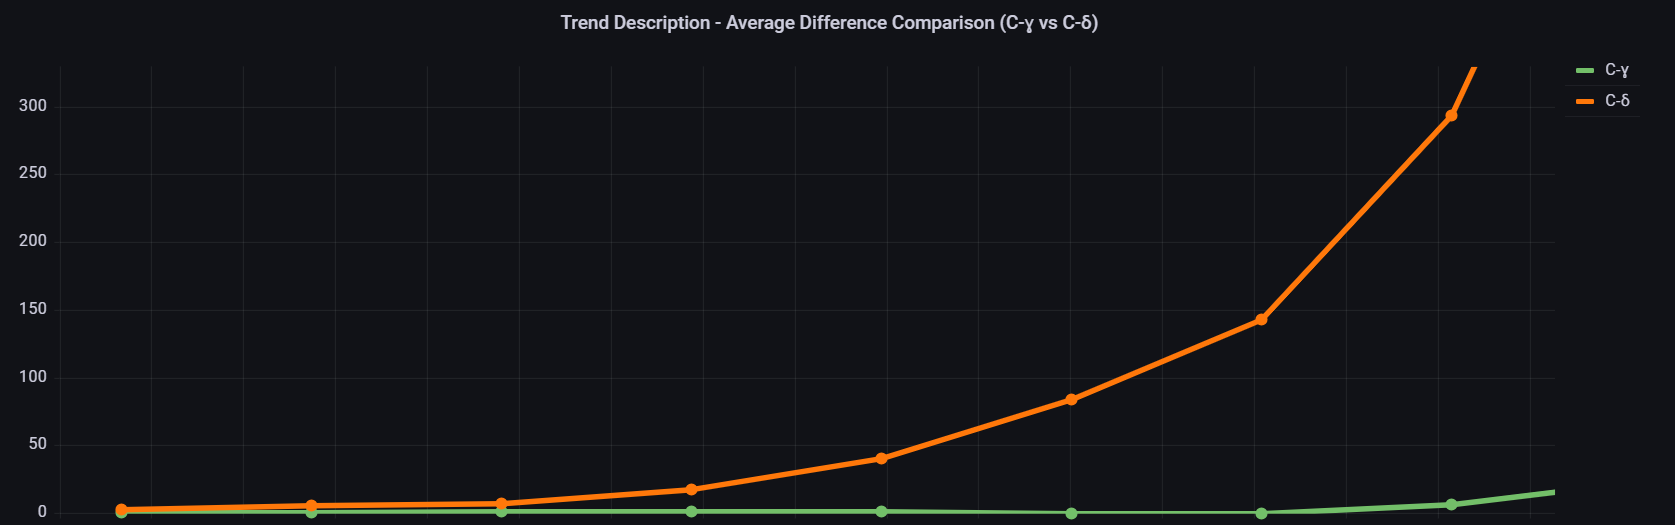 Trend Description - Average Difference Comparison (C-ɣ vs C-δ)
C-ɣ
C-δ
300
250
200
150
100
50
0